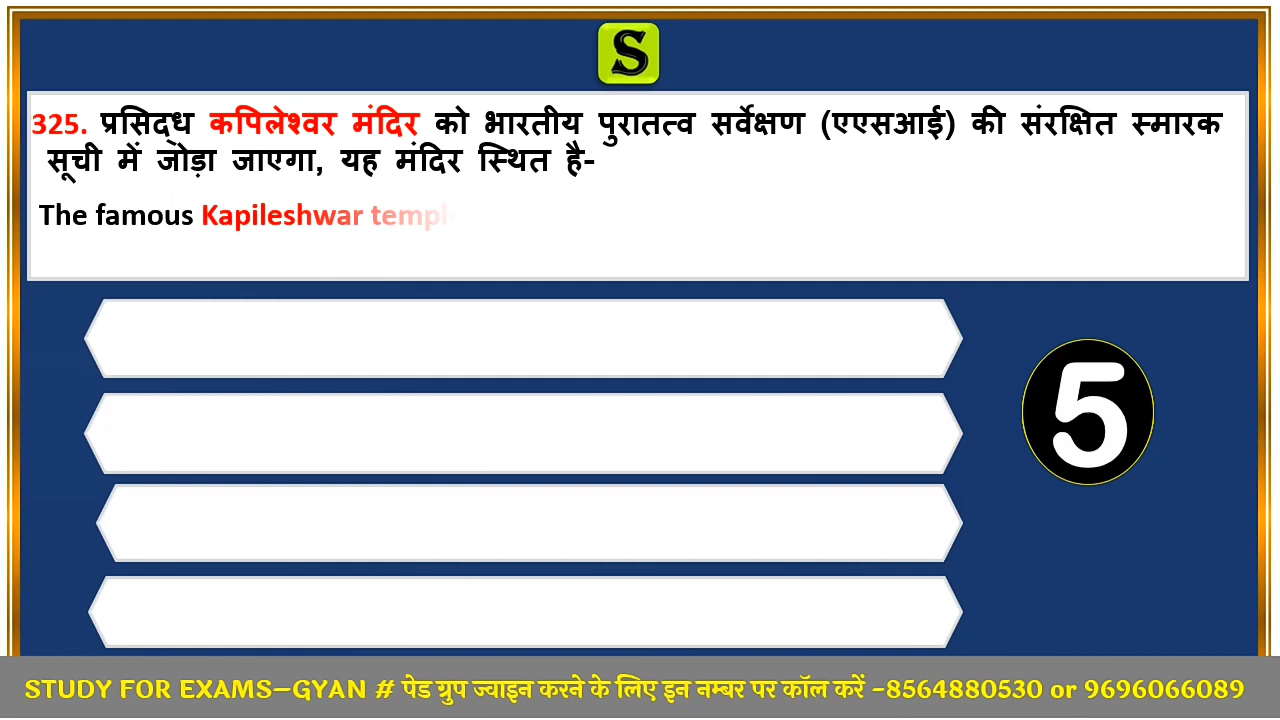 S
325. प्रसिद्ध कपिलेश्वर मंदिर को भारतीय पुरातत्व सर्वेक्षण (एएसआई) की संरक्षित स्मारक
सूची में जोड़ा जाएगा, यह मंदिर स्थित है-
The famous Kapileshwar temple
5
STUDY FOR EXAMS-GYAN # पेड ग्रुप ज्वाइन करने के लिए इन नम्बर पर कॉल करें -8564880530 or 9696066089